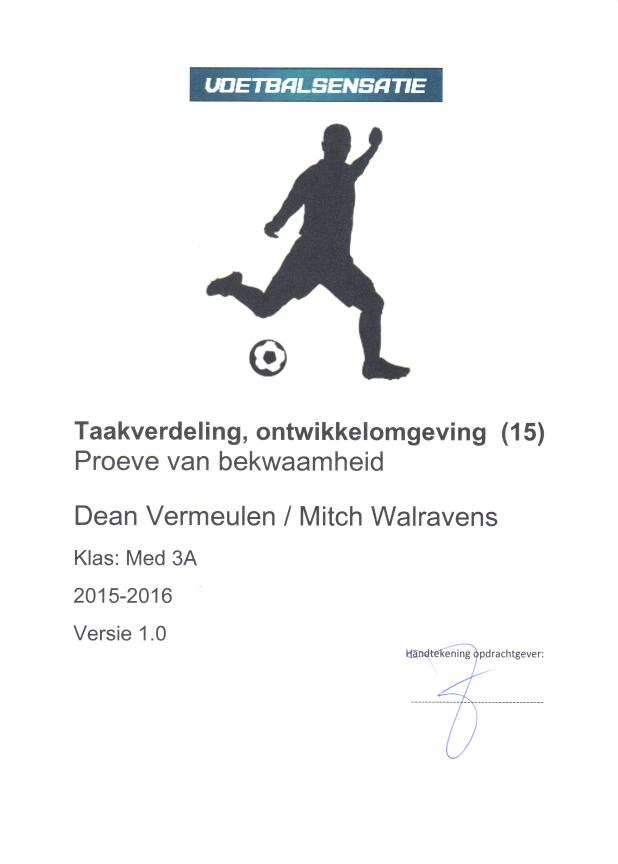 VOETBALSENSATIE
Taakverdeling, ontwikkelomgeving (15)
Proeve van bekwaamheid
Dean Vermeulen / Mitch Walravens
Klas: Med 3A
2015-2016
Versie 1.0
Handtekening opdrachtgever: